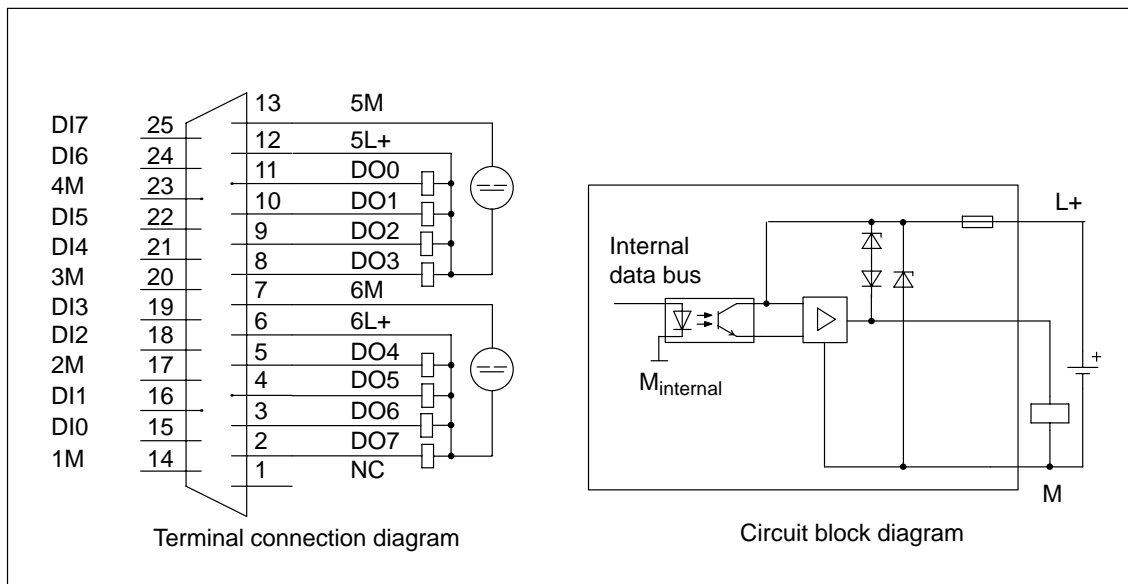 13 5M
DI7 25
12 5L+
DI6 24
11 DO0
4M 23
10 DO1
DI5 22
9 DO2
DI4 21
8 DO3
3M 20
7 6M
DI3 19
6 6L+
DI2 18
5 DO4
2M 17
4 DO5
DI1 16
3 DO6
DI0 15
2 DO7
1M 14
1 NC
Terminal connection diagram
L+
Internal
data bus
+
Minternal
M
Circuit block diagram